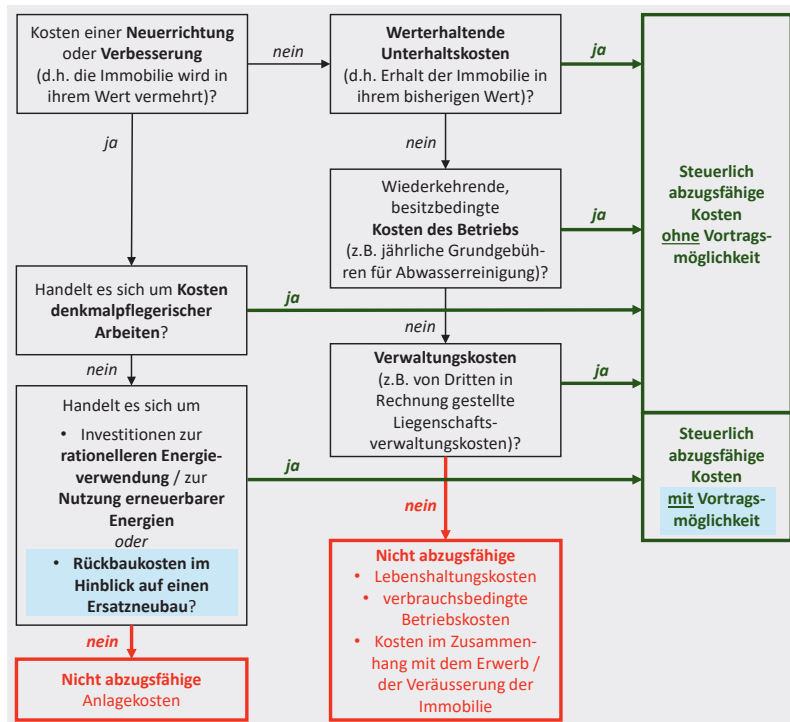 Kosten einer Neuerrichtung
oder Verbesserung
(d.h. die Immobilie wird in
ihrem Wert vermehrt)?
nein
Werterhaltende
Unterhaltskosten
(d.h. Erhalt der Immobilie in
ihrem bisherigen Wert)?
ja
ja
nein
Wiederkehrende,
besitzbedingte
Kosten des Betriebs
(z.B. jährliche Grundgebüh-
ren für Abwasserreinigung)?
ja
Steuerlich
abzugsfähige
Kosten
ohne Vortrags-
möglichkeit
Handelt es sich um Kosten
denkmalpflegerischer
Arbeiten?
ja
nein
nein
Verwaltungskosten
(z.B. von Dritten in
Rechnung gestellte
Liegenschafts-
verwaltungskosten)?
ja
Handelt es sich um
• Investitionen zur
rationelleren Energie-
verwendung / zur
Nutzung erneuerbarer
Energien
oder
• Rückbaukosten im
Hinblick auf einen
Ersatzneubau?
ja
Steuerlich
abzugsfähige
Kosten
mit Vortrags-
möglichkeit
nein
nein
Nicht abzugsfähige
Anlagekosten
Nicht abzugsfähige
• Lebenshaltungskosten
• verbrauchsbedingte
Betriebskosten
• Kosten im Zusammen-
hang mit dem Erwerb /
der Veräusserung der
Immobilie